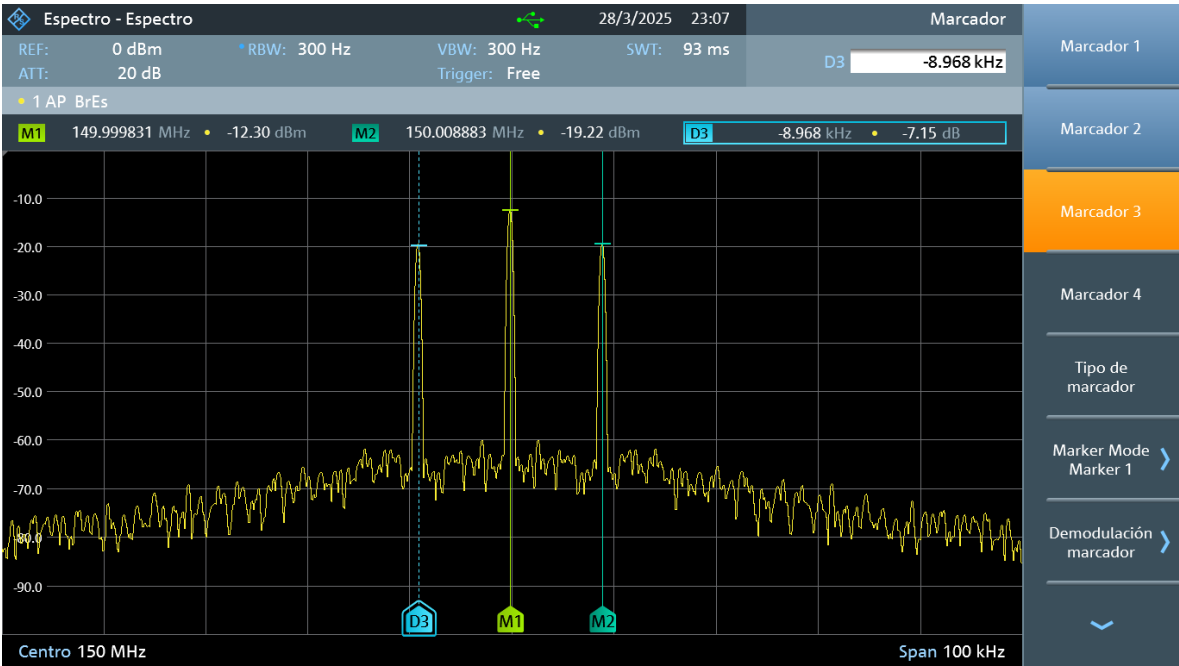 Espectro - Espectro 28/3/2025 23:07 Marcador
REF: 0 dBm RBW: 300 Hz VBW: 300 Hz SWT: 93 ms
ATT: 20 dB Trigger: Free
D3 -8.968 kHz
1 AP BrEs
M1 149.999831 MHz • -12.30 dBm M2 150.008883 MHz • -19.22 dBm D3 -8.968 kHz • -7.15 dB
-10.0
-20.0
-30.0
-40.0
-50.0
-60.0
-70.0
-80.0
-90.0
D3 M1 M2
Centro 150 MHz Span 100 kHz
Marcador 1
Marcador 2
Marcador 3
Marcador 4
Tipo de
marcador
Marker Mode
Marker 1
Demodulación
marcador